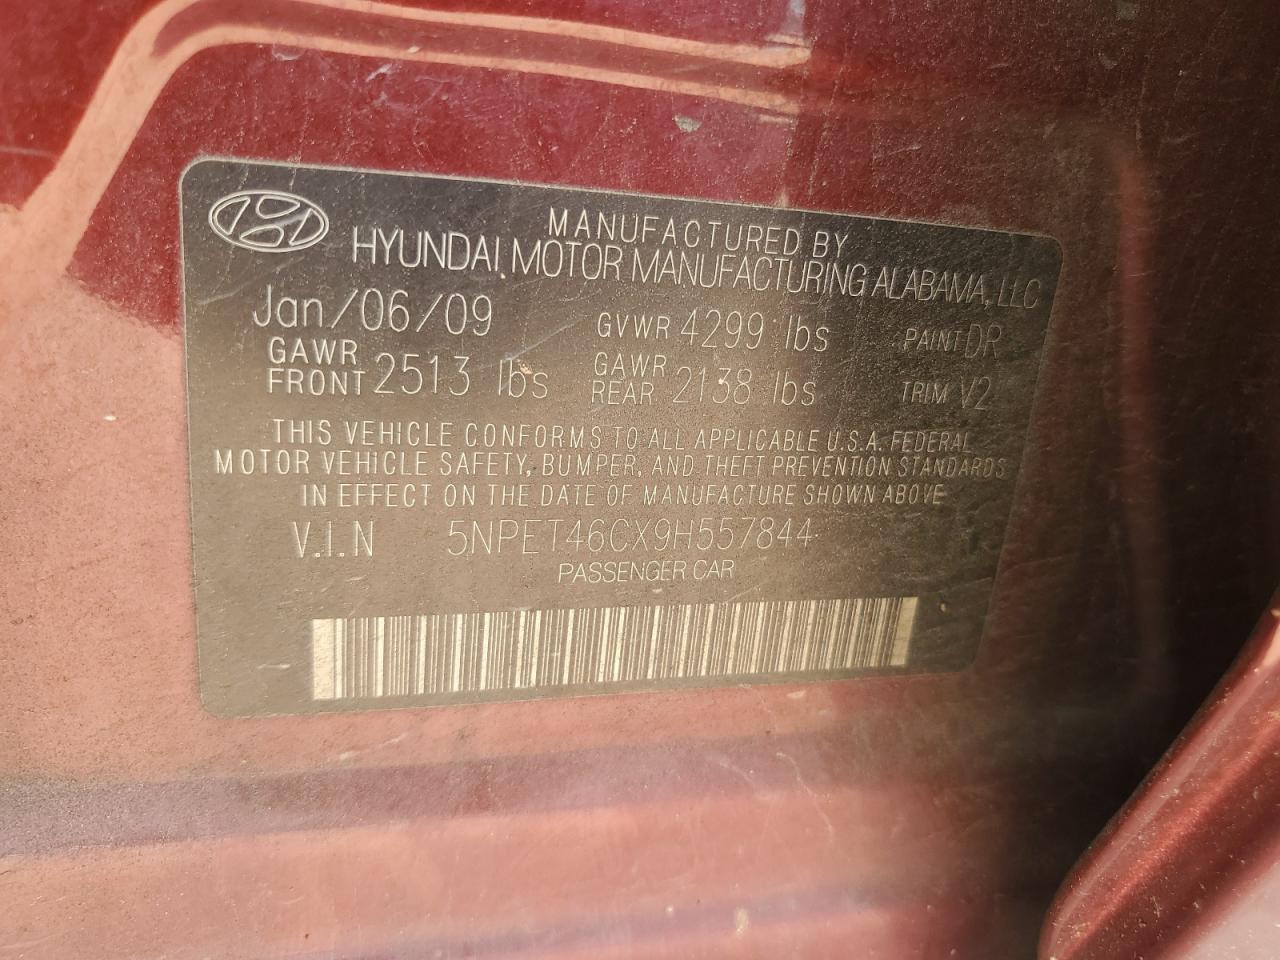 MANUFACTURED BY
HYUNDAI MOTOR MANUFACTURING ALABAMA, LLC
Jan/06/09 GVWR 4299 lbs PAINT DR
GAWR FRONT 2513 lbs GAWR REAR 2138 lbs TRIM V2
THIS VEHICLE CONFORMS TO ALL APPLICABLE U.S.A. FEDERAL
MOTOR VEHICLE SAFETY, BUMPER, AND THEFT PREVENTION STANDARDS
IN EFFECT ON THE DATE OF MANUFACTURE SHOWN ABOVE
V.I.N 5NPET46CX9H557844
PASSENGER CAR